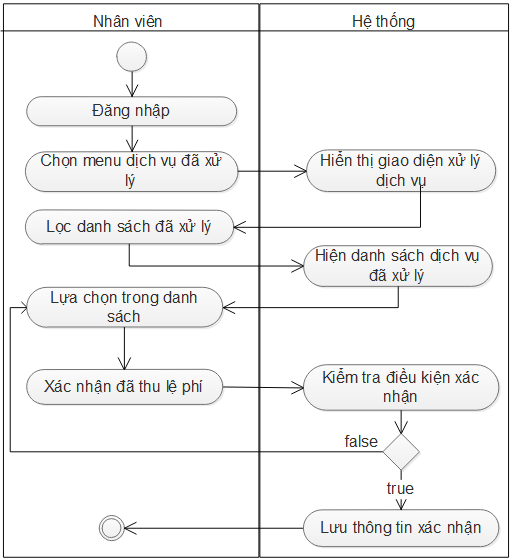 Nhân viên
Hệ thống
Đăng nhập
Chọn menu dịch vụ đã xử
lý
Hiển thị giao diện xử lý
dịch vụ
Lọc danh sách đã xử lý
Hiện danh sách dịch vụ
đã xử lý
Lựa chọn trong danh
sách
Xác nhận đã thu lệ phí
Kiểm tra điều kiện xác
nhận
false
true
Lưu thông tin xác nhận